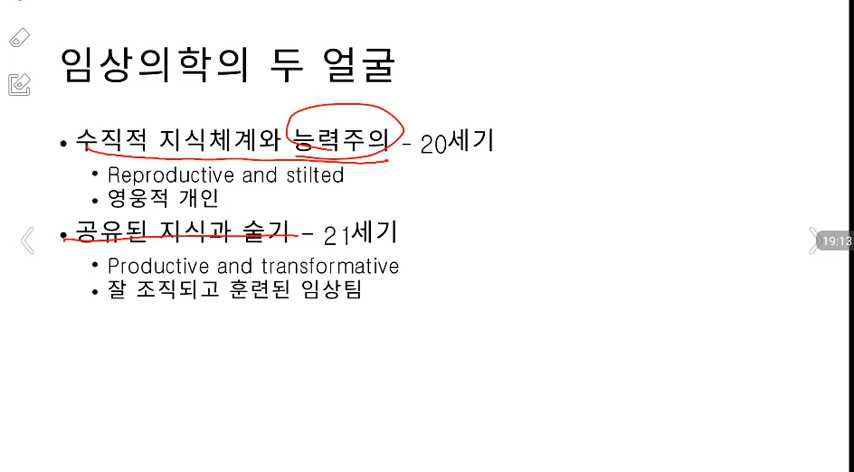 임상의학의 두 얼굴
• 수직적 지식체계와 능력주의 – 20세기
• Reproductive and stilted
• 영웅적 개인
• 공유된 지식과 술기 – 21세기
• Productive and transformative
• 잘 조직되고 훈련된 임상팀
19:13